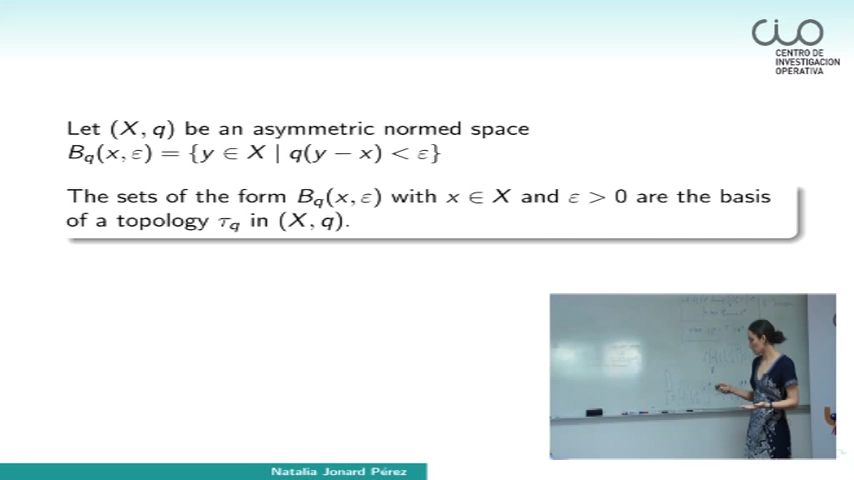 CIO
CENTRO DE
INVESTIGACION
OPERATIVA
Let (X, q) be an asymmetric normed space
B_q(x, ε) = {y ∈ X | q(y − x) < ε}
The sets of the form B_q(x, ε) with x ∈ X and ε > 0 are the basis
of a topology τ_q in (X, q).
Natalia Jonard Pérez